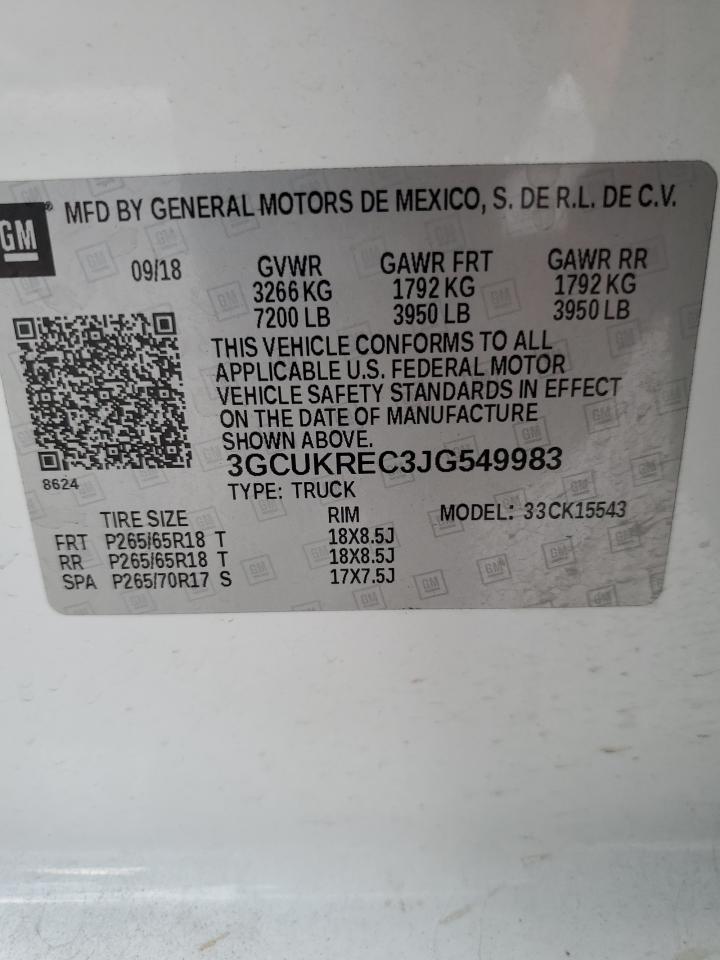 GM® MFD BY GENERAL MOTORS DE MEXICO, S. DE R.L. DE C.V.
09/18 GVWR GAWR FRT GAWR RR
3266 KG 1792 KG 1792 KG
7200 LB 3950 LB 3950 LB
THIS VEHICLE CONFORMS TO ALL
APPLICABLE U.S. FEDERAL MOTOR
VEHICLE SAFETY STANDARDS IN EFFECT
ON THE DATE OF MANUFACTURE
SHOWN ABOVE.
3GCUKREC3JG549983
8624
TYPE: TRUCK
TIRE SIZE RIM MODEL: 33CK15543
FRT P265/65R18 T 18X8.5J
RR P265/65R18 T 18X8.5J
SPA P265/70R17 S 17X7.5J